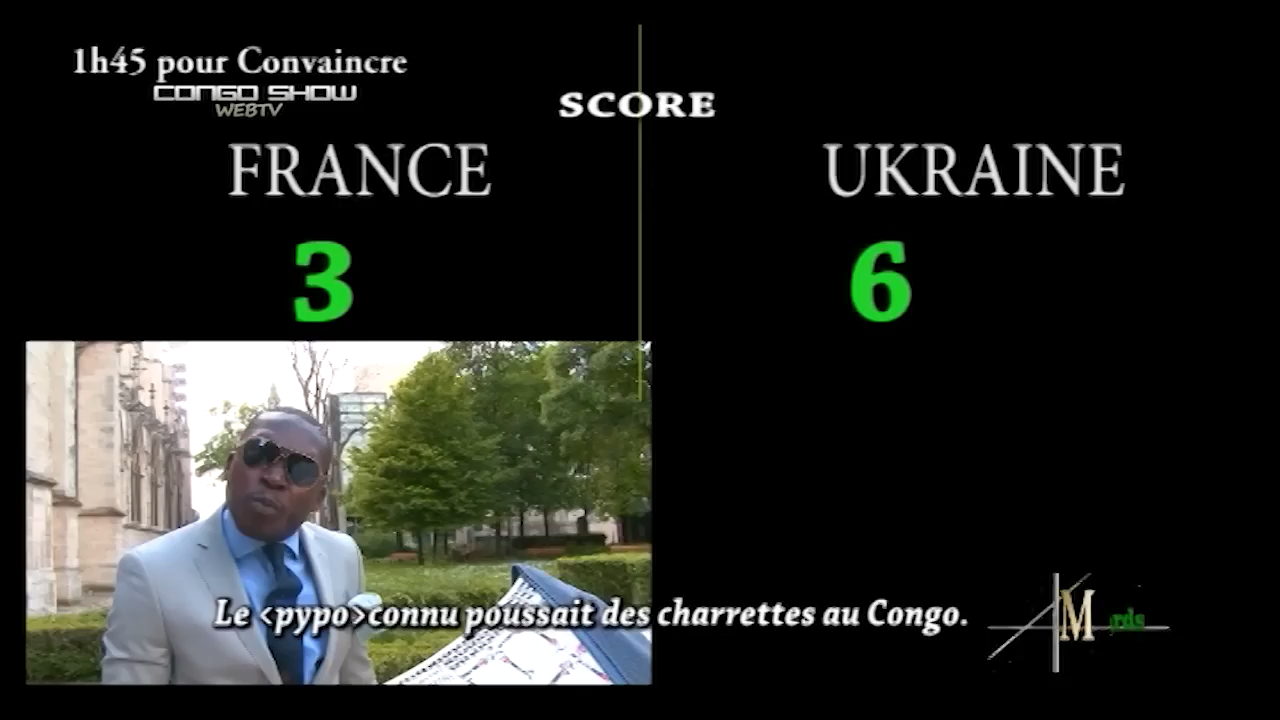 1h45 pour Convaincre
CONGO SHOW
WEBTV
SCORE
FRANCE
UKRAINE
3
6
Le <pypo>connu poussait des charrettes au Congo.
M rds